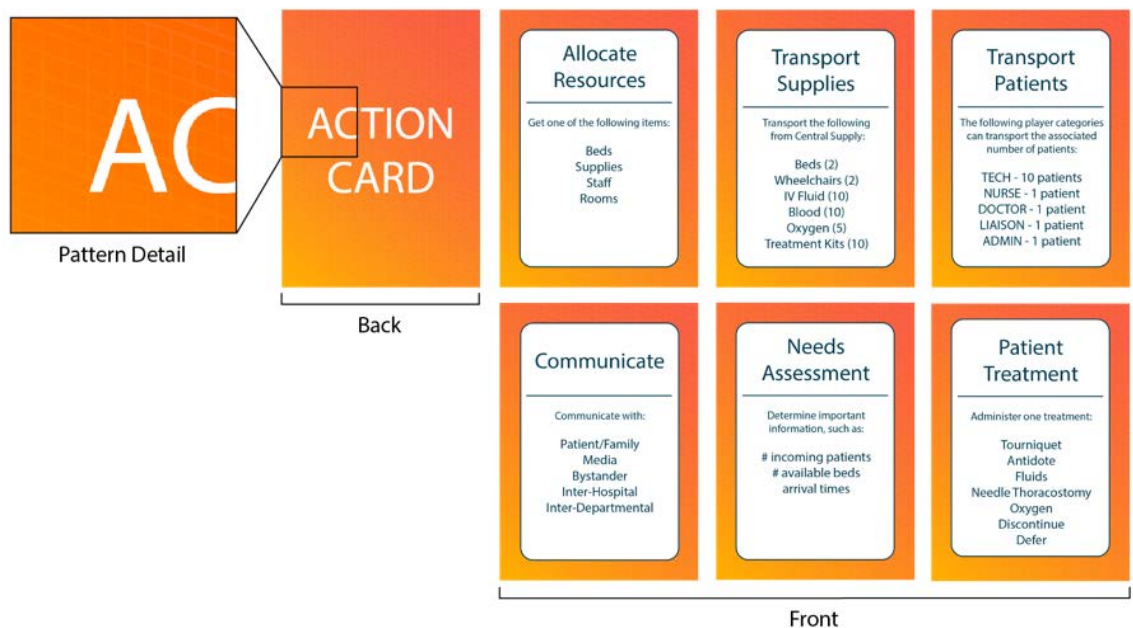 AC
Pattern Detail
ACTION
CARD
Back
Allocate
Resources
Get one of the following items:
Beds
Supplies
Staff
Rooms
Transport
Supplies
Transport the following
from Central Supply:
Beds (2)
Wheelchairs (2)
IV Fluid (10)
Blood (10)
Oxygen (5)
Treatment Kits (10)
Transport
Patients
The following player categories
can transport the associated
number of patients:
TECH - 10 patients
NURSE - 1 patient
DOCTOR - 1 patient
LIAISON - 1 patient
ADMIN - 1 patient
Communicate
Communicate with:
Patient/Family
Media
Bystander
Inter-Hospital
Inter-Departmental
Needs
Assessment
Determine important
information, such as:
# incoming patients
# available beds
arrival times
Patient
Treatment
Administer one treatment:
Tourniquet
Antidote
Fluids
Needle Thoracostomy
Oxygen
Discontinue
Defer
Front